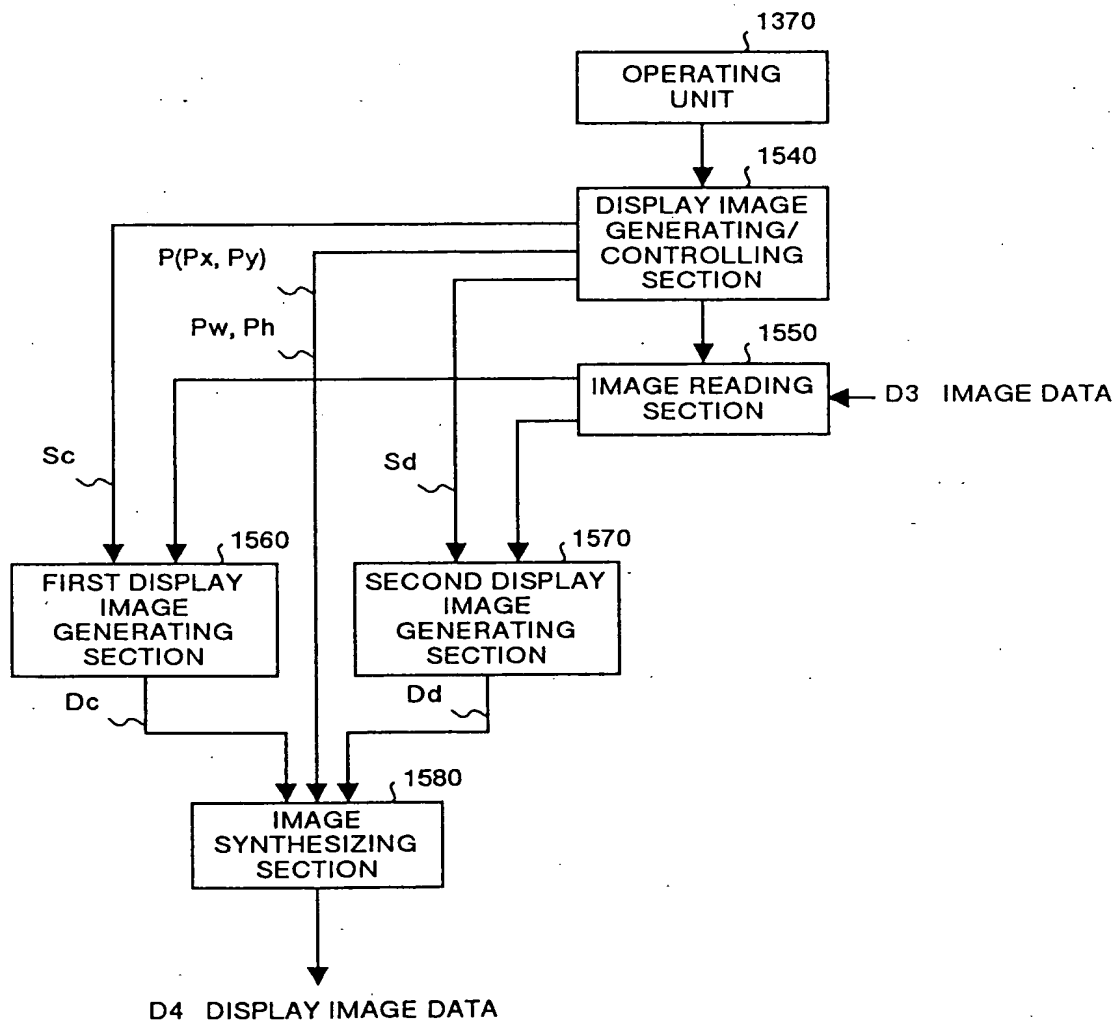 1370
OPERATING
UNIT
1540
DISPLAY IMAGE
GENERATING/
CONTROLLING
SECTION
P(Px, Py)
Pw, Ph
1550
IMAGE READING
SECTION
D3 IMAGE DATA
Sc
Sd
1560
FIRST DISPLAY
IMAGE
GENERATING
SECTION
1570
SECOND DISPLAY
IMAGE
GENERATING
SECTION
Dc
Dd
1580
IMAGE
SYNTHESIZING
SECTION
D4 DISPLAY IMAGE DATA